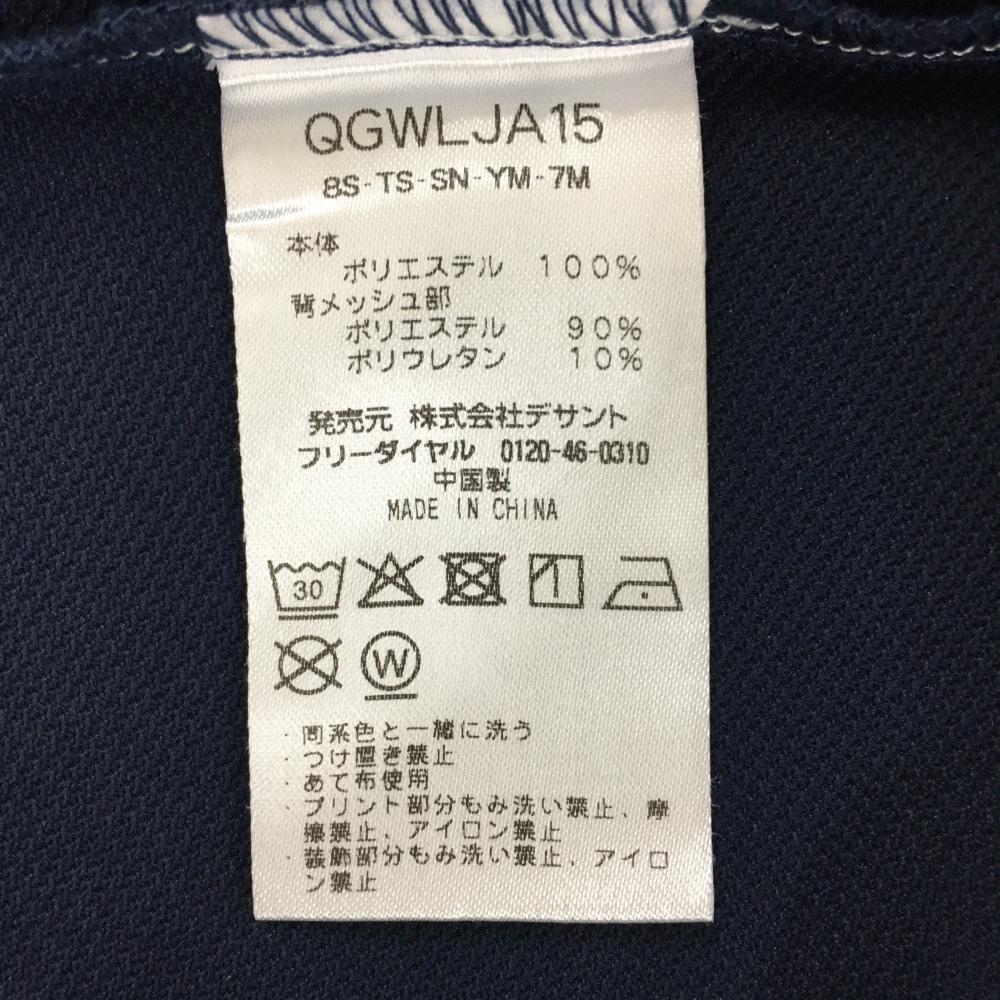 QGWLJA15
8S-TS-SN-YM-7M
本体
ポリエステル 100%
背メッシュ部
ポリエステル 90%
ポリウレタン 10%
発売元 株式会社デサント
フリーダイヤル 0120-46-0310
中国製
MADE IN CHINA
30 1
W
・同系色と一緒に洗う
・つけ置き禁止
・あて布使用
・プリント部分もみ洗い禁止、摩
擦禁止、アイロン禁止
・装飾部分もみ洗い禁止、アイロ
ン禁止